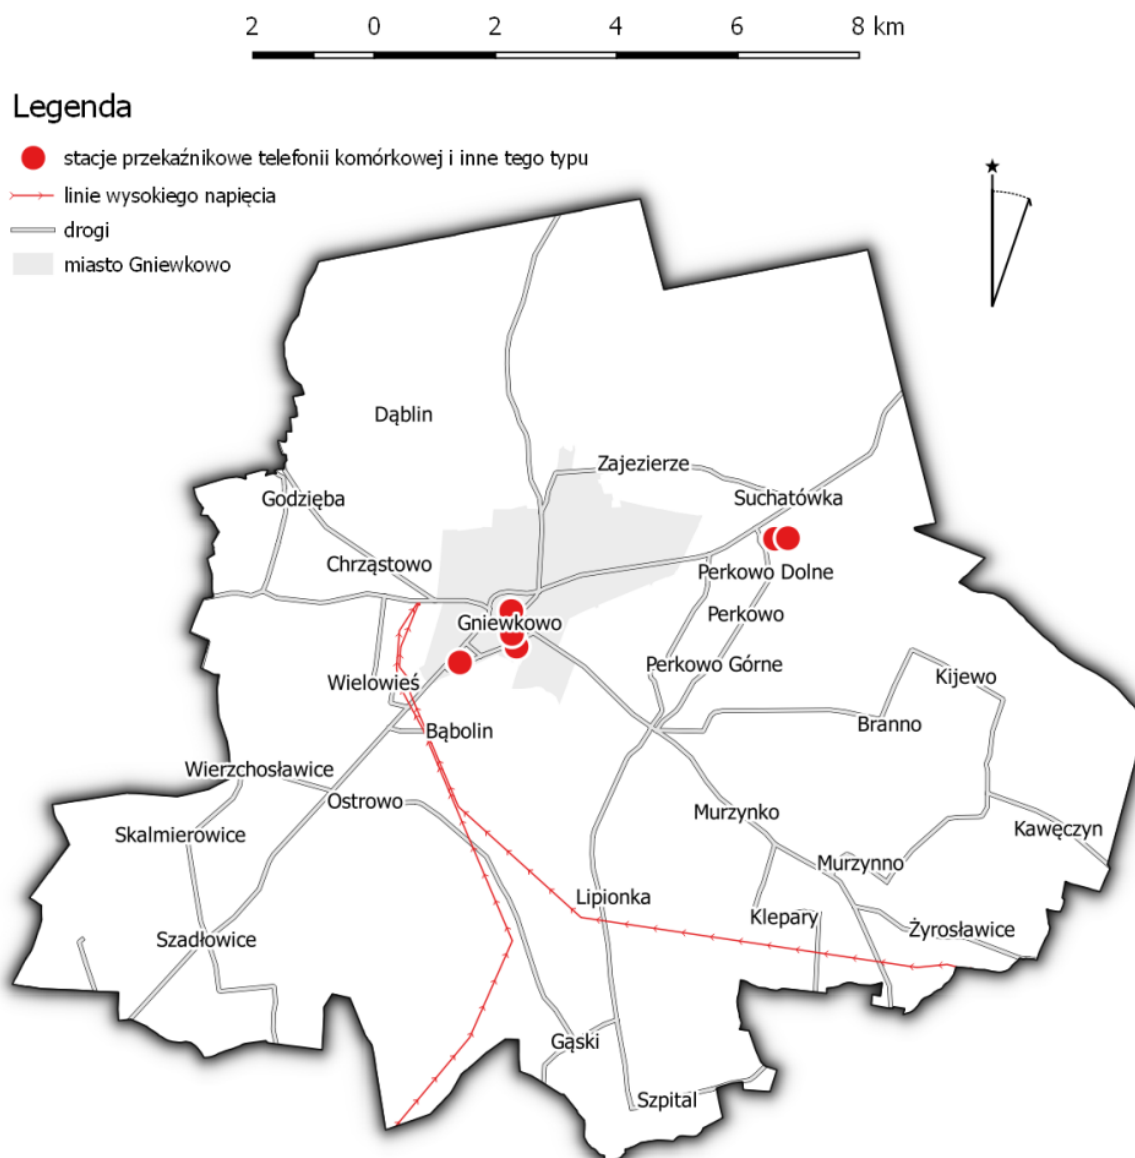 2 0 2 4 6 8 km
Legenda
stacje przekaźnikowe telefonii komórkowej i inne tego typu
linie wysokiego napięcia
drogi
miasto Gniewkowo
Dąblin
Zajezierze
Suchatówka
Godzięba
Chrząstowo
Perkowo Dolne
Perkowo
Gniewkowo
Perkowo Górne
Kijewo
Wielowieś
Branno
Bąbolin
Wierzchosławice
Ostrowo
Murzynko
Kawęczyn
Skalmierowice
Murzynno
Lipionka
Klepary
Żyrosławice
Szadłowice
Gąski
Szpital